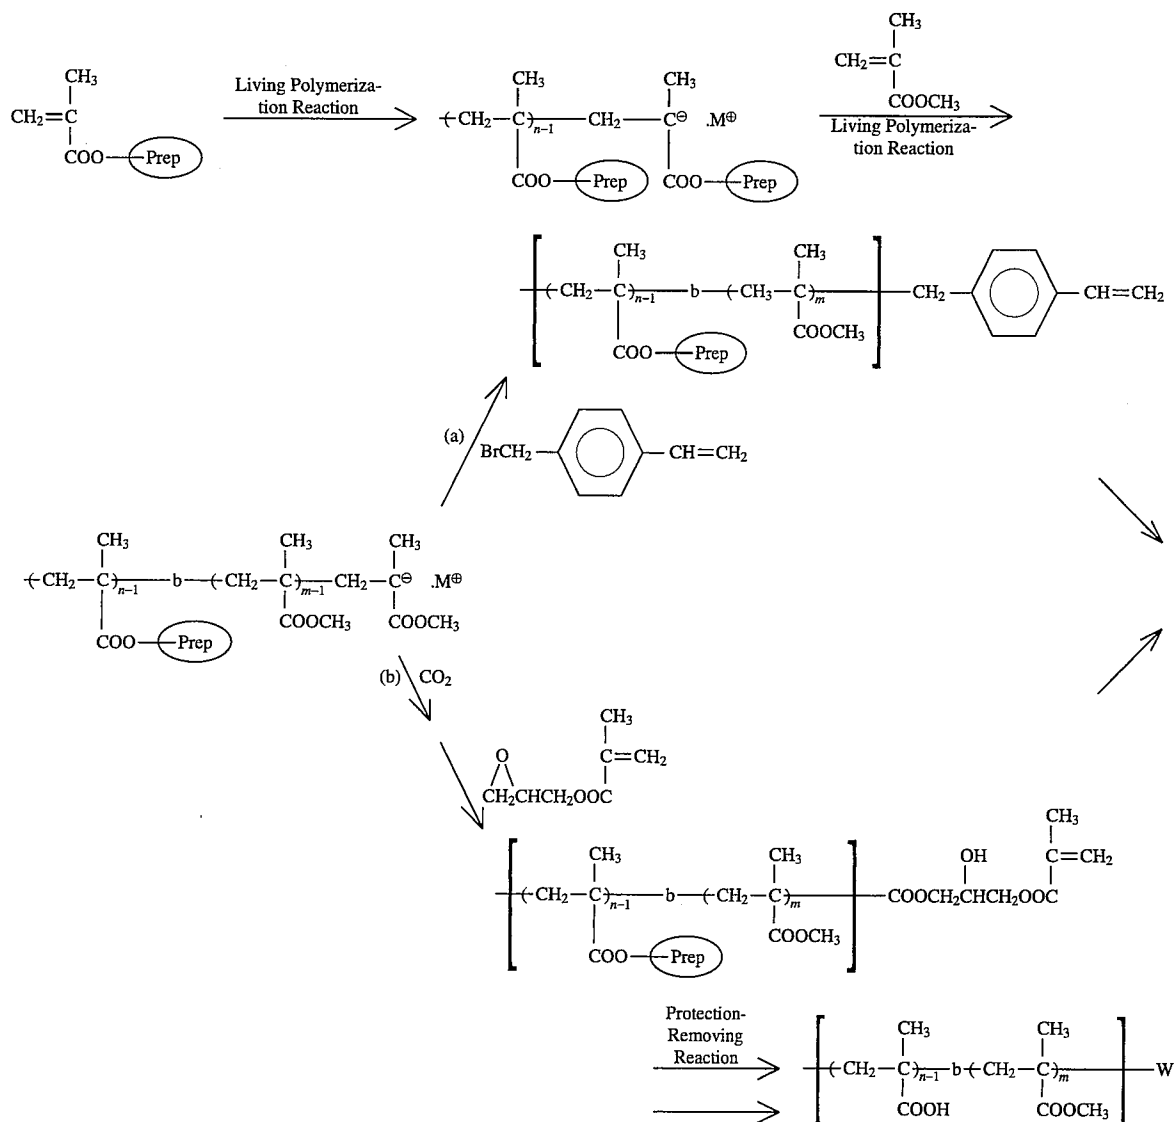 CH3
CH2=C
COO—Prep
Living Polymeriza-
tion Reaction
CH3 CH3
(CH2—C)n-1 CH2—C⊖ .M⊕
COO—Prep COO—Prep
CH3
CH2=C
COOCH3
Living Polymeriza-
tion Reaction
CH3 CH3
[(CH2—C)n-1—b—(CH3—C)m]—CH2— —CH=CH2
COOCH3
COO—Prep
(a) BrCH2— —CH=CH2
CH3 CH3 CH3
(CH2—C)n-1—b—(CH2—C)m-1—CH2—C⊖ .M⊕
COOCH3 COOCH3
COO—Prep
(b) CO2
CH3
O C=CH2
CH2CHCH2OOC
CH3
CH3 CH3 OH C=CH2
[(CH2—C)n-1—b—(CH2—C)m]—COOCH2CHCH2OOC
COOCH3
COO—Prep
Protection-
Removing
Reaction
CH3 CH3
[(CH2—C)n-1—b(CH2—C)m]—W
COOH COOCH3